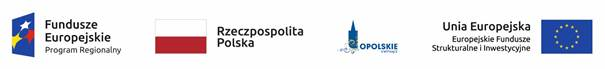 Fundusze
Europejskie
Program Regionalny
Rzeczpospolita
Polska
OPOLSKIE
Unia Europejska
Europejskie Fundusze
Strukturalne i Inwestycyjne